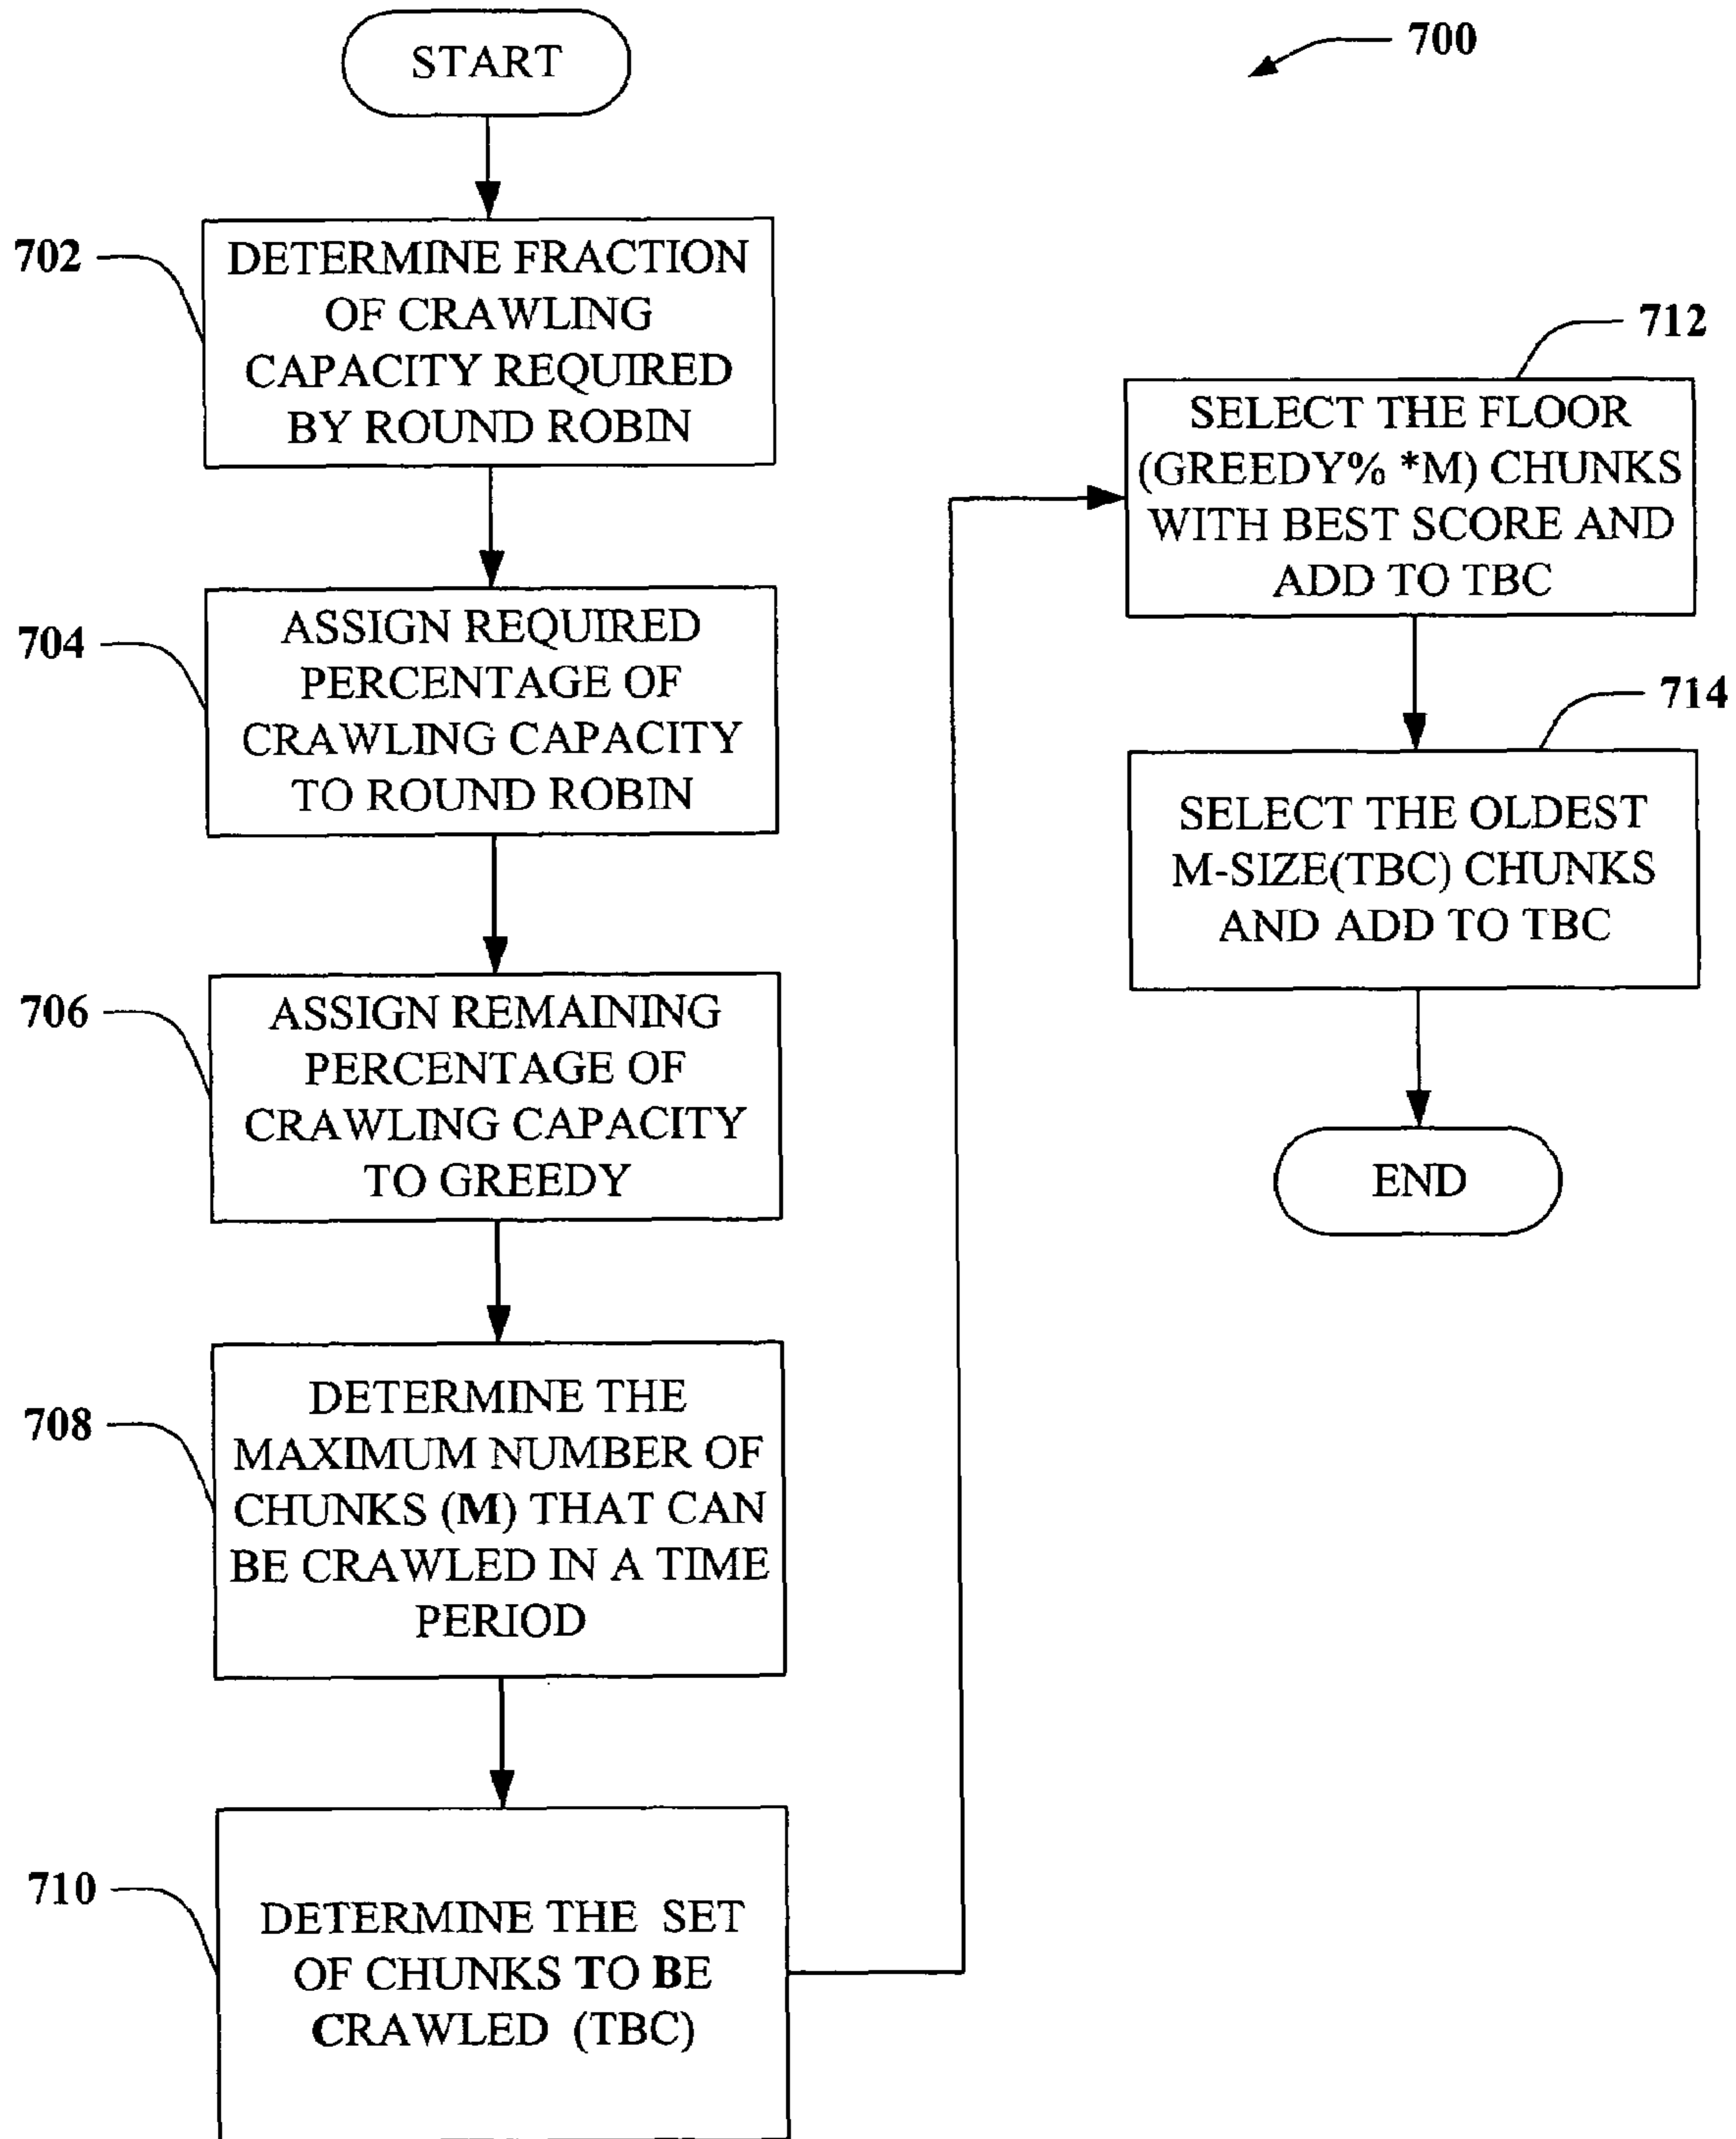 START
700
702
DETERMINE FRACTION
OF CRAWLING
CAPACITY REQUIRED
BY ROUND ROBIN
704
ASSIGN REQUIRED
PERCENTAGE OF
CRAWLING CAPACITY
TO ROUND ROBIN
706
ASSIGN REMAINING
PERCENTAGE OF
CRAWLING CAPACITY
TO GREEDY
708
DETERMINE THE
MAXIMUM NUMBER OF
CHUNKS (M) THAT CAN
BE CRAWLED IN A TIME
PERIOD
710
DETERMINE THE SET
OF CHUNKS TO BE
CRAWLED (TBC)
712
SELECT THE FLOOR
(GREEDY% *M) CHUNKS
WITH BEST SCORE AND
ADD TO TBC
714
SELECT THE OLDEST
M-SIZE(TBC) CHUNKS
AND ADD TO TBC
END